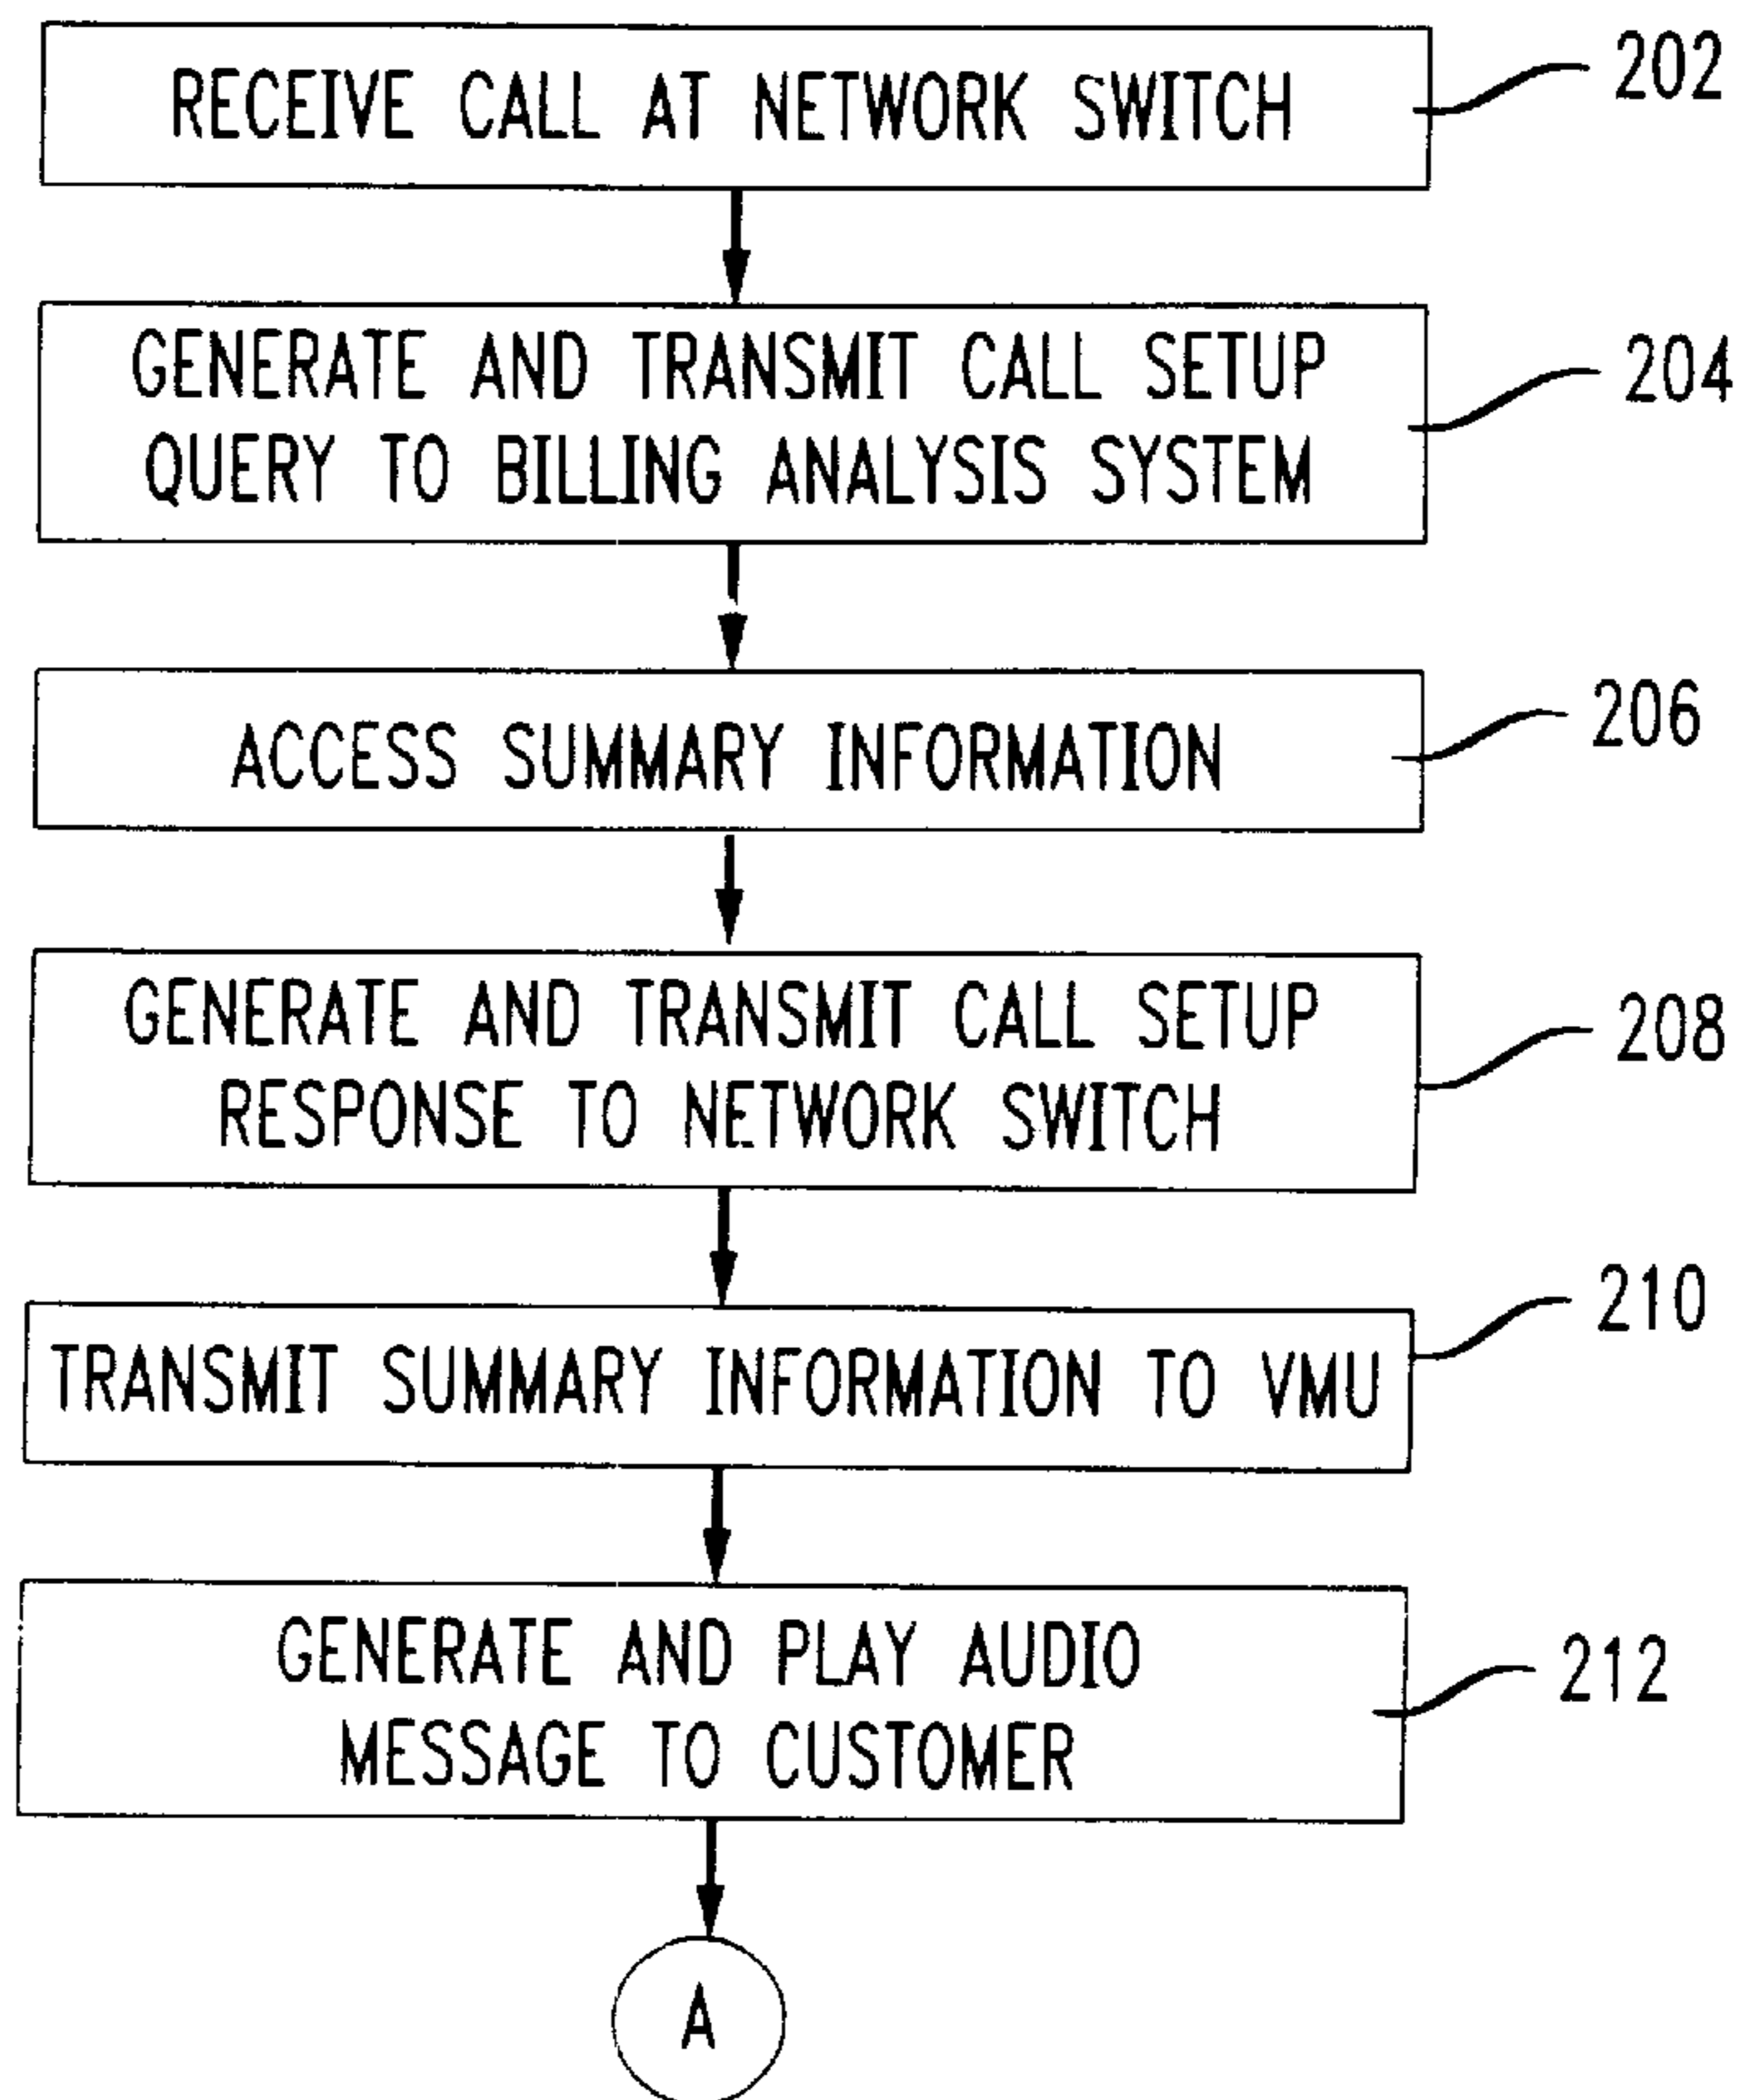 RECEIVE CALL AT NETWORK SWITCH
202
GENERATE AND TRANSMIT CALL SETUP
QUERY TO BILLING ANALYSIS SYSTEM
204
ACCESS SUMMARY INFORMATION
206
GENERATE AND TRANSMIT CALL SETUP
RESPONSE TO NETWORK SWITCH
208
TRANSMIT SUMMARY INFORMATION TO VMU
210
GENERATE AND PLAY AUDIO
MESSAGE TO CUSTOMER
212
A